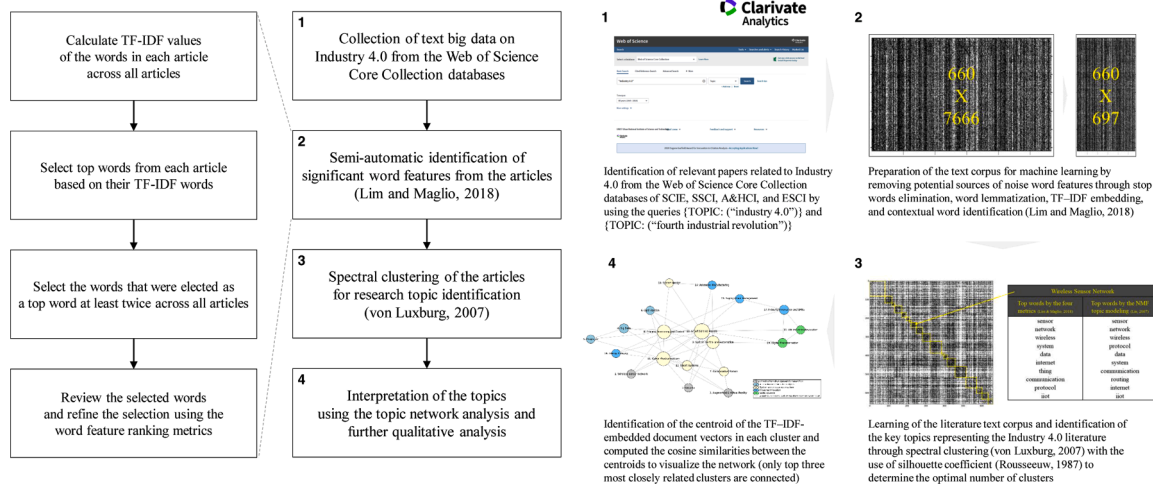 Calculate TF-IDF values
of the words in each article
across all articles
Select top words from each article
based on their TF-IDF words
Select the words that were elected as
a top word at least twice across all articles
Review the selected words
and refine the selection using the
word feature ranking metrics
1
Collection of text big data on
Industry 4.0 from the Web of Science
Core Collection databases
2
Semi-automatic identification of
significant word features from the articles
(Lim and Maglio, 2018)
3
Spectral clustering of the articles
for research topic identification
(von Luxburg, 2007)
4
Interpretation of the topics
using the topic network analysis and
further qualitative analysis
1
Clarivate
Analytics
Web of Science
Identification of relevant papers related to Industry
4.0 from the Web of Science Core Collection
databases of SCIE, SSCI, A&HCI, and ESCI by
using the queries {TOPIC: (“industry 4.0”)} and
{TOPIC: (“fourth industrial revolution”)}
2
660
X
7666
660
X
697
Preparation of the text corpus for machine learning by
removing potential sources of noise word features through stop
words elimination, word lemmatization, TF–IDF embedding,
and contextual word identification (Lim and Maglio, 2018)
4
Identification of the centroid of the TF–IDF-
embedded document vectors in each cluster and
computed the cosine similarities between the
centroids to visualize the network (only top three
most closely related clusters are connected)
3
Wireless Sensor Network
Top words by the four
metrics (Lim & Maglio, 2018)
Top words by the NMF
topic modeling
sensor sensor
network network
wireless wireless
system protocol
data data
internet system
thing communication
communication routing
protocol internet
iiot iiot
Learning of the literature text corpus and identification of
the key topics representing the Industry 4.0 literature
through spectral clustering (von Luxburg, 2007) with the
use of silhouette coefficient (Rousseeuw, 1987) to
determine the optimal number of clusters